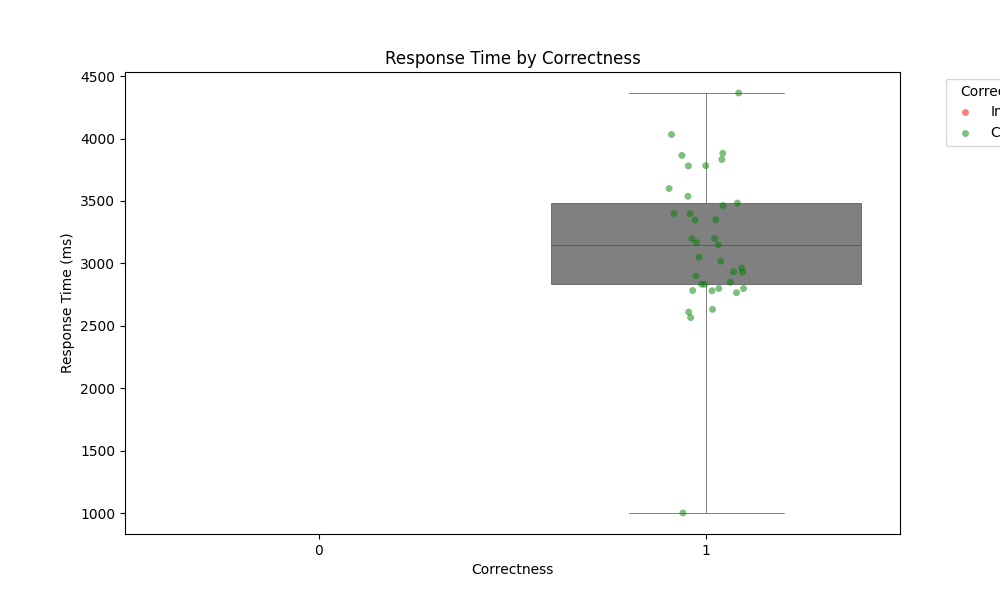 Response Time by Correctness
Response Time (ms)
4500
4000
3500
3000
2500
2000
1500
1000
0
1
Correctness
Correc
In
C